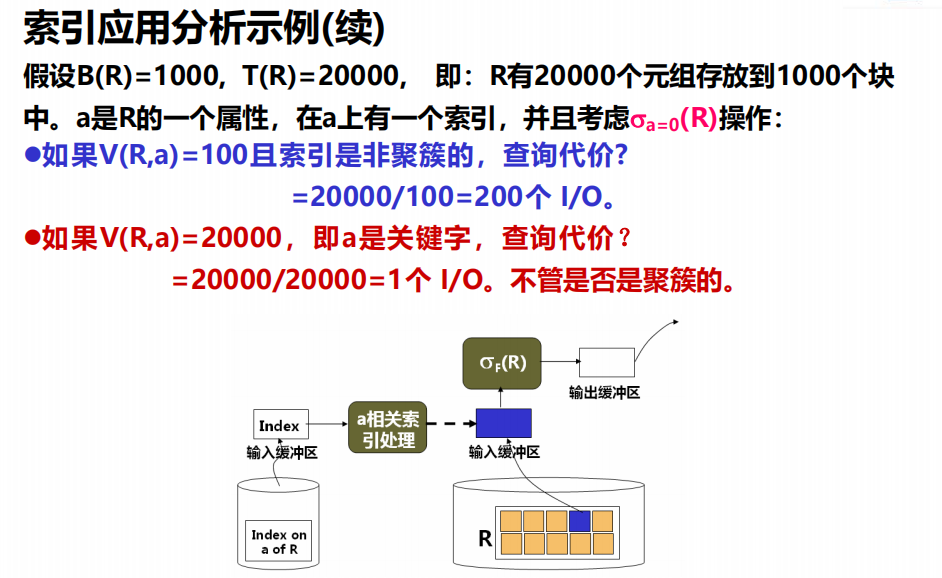 索引应用分析示例(续)
假设B(R)=1000, T(R)=20000, 即：R有20000个元组存放到1000个块
中。a是R的一个属性，在a上有一个索引，并且考虑σa=0(R)操作：
●如果V(R,a)=100且索引是非聚簇的，查询代价?
=20000/100=200个 I/O。
●如果V(R,a)=20000，即a是关键字，查询代价？
=20000/20000=1个 I/O。不管是否是聚簇的。
σF(R)
输出缓冲区
Index
a相关索
引处理
输入缓冲区
输入缓冲区
Index on
a of R
R